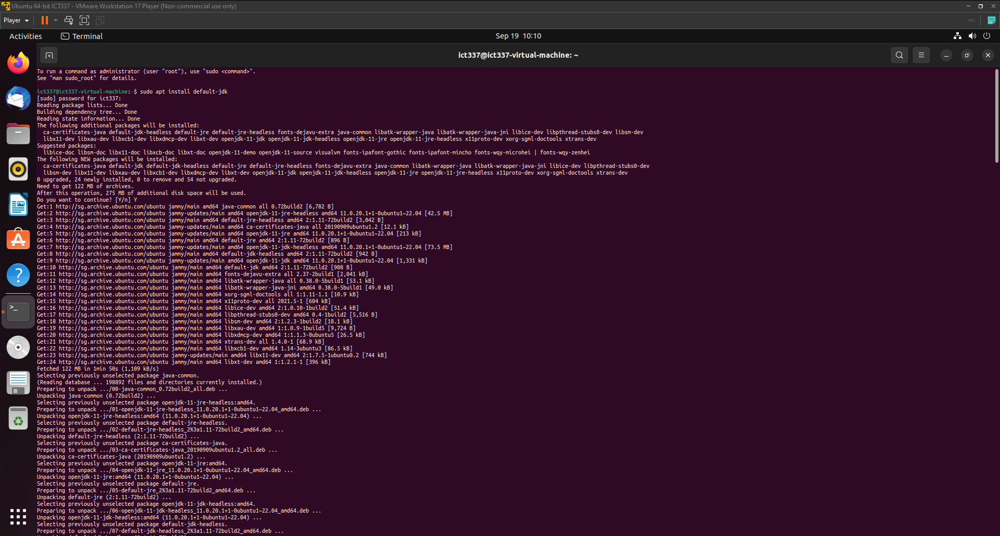 Ubuntu 64-bit ICT337 - VMware Workstation 17 Player (Non-commercial use only)
Player
Activities
Terminal
Sep 19 10:10
ict337@ict337-virtual-machine: ~
To run a command as administrator (user "root"), use "sudo <command>".
See "man sudo_root" for details.
ict337@ict337-virtual-machine:~$ sudo apt install default-jdk
[sudo] password for ict337:
Reading package lists... Done
Building dependency tree... Done
Reading state information... Done
The following additional packages will be installed:
ca-certificates-java default-jdk-headless default-jre default-jre-headless fonts-dejavu-extra java-common libatk-wrapper-java libatk-wrapper-java-jni libice-dev libpthread-stubs0-dev libsm-dev
libx11-dev libxau-dev libxcb1-dev libxdmcp-dev libxt-dev openjdk-11-jdk openjdk-11-jdk-headless openjdk-11-jre openjdk-11-jre-headless x11proto-dev xorg-sgml-doctools xtrans-dev
Suggested packages:
libice-doc libsm-doc libx11-doc libxcb-doc libxt-doc openjdk-11-demo openjdk-11-source visualvm fonts-ipafont-gothic fonts-ipafont-mincho fonts-wqy-microhei | fonts-wqy-zenhei
The following NEW packages will be installed:
ca-certificates-java default-jdk default-jdk-headless default-jre default-jre-headless fonts-dejavu-extra java-common libatk-wrapper-java libatk-wrapper-java-jni libice-dev libpthread-stubs0-dev
libsm-dev libx11-dev libxau-dev libxcb1-dev libxdmcp-dev libxt-dev openjdk-11-jdk openjdk-11-jdk-headless openjdk-11-jre openjdk-11-jre-headless x11proto-dev xorg-sgml-doctools xtrans-dev
0 upgraded, 24 newly installed, 0 to remove and 54 not upgraded.
Need to get 122 MB of archives.
After this operation, 275 MB of additional disk space will be used.
Do you want to continue? [Y/n] Y
Get:1 http://sg.archive.ubuntu.com/ubuntu jammy/main amd64 java-common all 0.72build2 [6,782 B]
Get:2 http://sg.archive.ubuntu.com/ubuntu jammy-updates/main amd64 openjdk-11-jre-headless amd64 11.0.20.1+1-0ubuntu1~22.04 [42.5 MB]
Get:3 http://sg.archive.ubuntu.com/ubuntu jammy/main amd64 default-jre-headless amd64 2:1.11-72build2 [3,042 B]
Get:4 http://sg.archive.ubuntu.com/ubuntu jammy-updates/main amd64 ca-certificates-java all 20190909ubuntu1.2 [12.1 kB]
Get:5 http://sg.archive.ubuntu.com/ubuntu jammy-updates/main amd64 openjdk-11-jre amd64 11.0.20.1+1-0ubuntu1~22.04 [213 kB]
Get:6 http://sg.archive.ubuntu.com/ubuntu jammy/main amd64 default-jre amd64 2:1.11-72build2 [896 B]
Get:7 http://sg.archive.ubuntu.com/ubuntu jammy-updates/main amd64 openjdk-11-jdk-headless amd64 11.0.20.1+1-0ubuntu1~22.04 [73.5 MB]
Get:8 http://sg.archive.ubuntu.com/ubuntu jammy/main amd64 default-jdk-headless amd64 2:1.11-72build2 [942 B]
Get:9 http://sg.archive.ubuntu.com/ubuntu jammy-updates/main amd64 openjdk-11-jdk amd64 11.0.20.1+1-0ubuntu1~22.04 [1,331 kB]
Get:10 http://sg.archive.ubuntu.com/ubuntu jammy/main amd64 default-jdk amd64 2:1.11-72build2 [908 B]
Get:11 http://sg.archive.ubuntu.com/ubuntu jammy/main amd64 fonts-dejavu-extra all 2.37-2build1 [2,041 kB]
Get:12 http://sg.archive.ubuntu.com/ubuntu jammy/main amd64 libatk-wrapper-java all 0.38.0-5build1 [53.1 kB]
Get:13 http://sg.archive.ubuntu.com/ubuntu jammy/main amd64 libatk-wrapper-java-jni amd64 0.38.0-5build1 [49.0 kB]
Get:14 http://sg.archive.ubuntu.com/ubuntu jammy/main amd64 xorg-sgml-doctools all 1:1.11-1.1 [10.9 kB]
Get:15 http://sg.archive.ubuntu.com/ubuntu jammy/main amd64 x11proto-dev all 2021.5-1 [604 kB]
Get:16 http://sg.archive.ubuntu.com/ubuntu jammy/main amd64 libice-dev amd64 2:1.0.10-1build2 [51.4 kB]
Get:17 http://sg.archive.ubuntu.com/ubuntu jammy/main amd64 libpthread-stubs0-dev amd64 0.4-1build2 [5,516 B]
Get:18 http://sg.archive.ubuntu.com/ubuntu jammy/main amd64 libsm-dev amd64 2:1.2.3-1build2 [18.1 kB]
Get:19 http://sg.archive.ubuntu.com/ubuntu jammy/main amd64 libxau-dev amd64 1:1.0.9-1build5 [9,724 B]
Get:20 http://sg.archive.ubuntu.com/ubuntu jammy/main amd64 libxdmcp-dev amd64 1:1.1.3-0ubuntu5 [26.5 kB]
Get:21 http://sg.archive.ubuntu.com/ubuntu jammy/main amd64 xtrans-dev all 1.4.0-1 [68.9 kB]
Get:22 http://sg.archive.ubuntu.com/ubuntu jammy/main amd64 libxcb1-dev amd64 1.14-3ubuntu3 [86.5 kB]
Get:23 http://sg.archive.ubuntu.com/ubuntu jammy-updates/main amd64 libx11-dev amd64 2:1.7.5-1ubuntu0.2 [744 kB]
Get:24 http://sg.archive.ubuntu.com/ubuntu jammy/main amd64 libxt-dev amd64 1:1.2.1-1 [396 kB]
Fetched 122 MB in 1min 50s (1,109 kB/s)
Selecting previously unselected package java-common.
(Reading database ... 198892 files and directories currently installed.)
Preparing to unpack .../00-java-common_0.72build2_all.deb ...
Unpacking java-common (0.72build2) ...
Selecting previously unselected package openjdk-11-jre-headless:amd64.
Preparing to unpack .../01-openjdk-11-jre-headless_11.0.20.1+1-0ubuntu1~22.04_amd64.deb ...
Unpacking openjdk-11-jre-headless:amd64 (11.0.20.1+1-0ubuntu1~22.04) ...
Selecting previously unselected package default-jre-headless.
Preparing to unpack .../02-default-jre-headless_2%3a1.11-72build2_amd64.deb ...
Unpacking default-jre-headless (2:1.11-72build2) ...
Selecting previously unselected package ca-certificates-java.
Preparing to unpack .../03-ca-certificates-java_20190909ubuntu1.2_all.deb ...
Unpacking ca-certificates-java (20190909ubuntu1.2) ...
Selecting previously unselected package openjdk-11-jre:amd64.
Preparing to unpack .../04-openjdk-11-jre_11.0.20.1+1-0ubuntu1~22.04_amd64.deb ...
Unpacking openjdk-11-jre:amd64 (11.0.20.1+1-0ubuntu1~22.04) ...
Selecting previously unselected package default-jre.
Preparing to unpack .../05-default-jre_2%3a1.11-72build2_amd64.deb ...
Unpacking default-jre (2:1.11-72build2) ...
Selecting previously unselected package openjdk-11-jdk-headless:amd64.
Preparing to unpack .../06-openjdk-11-jdk-headless_11.0.20.1+1-0ubuntu1~22.04_amd64.deb ...
Unpacking openjdk-11-jdk-headless:amd64 (11.0.20.1+1-0ubuntu1~22.04) ...
Selecting previously unselected package default-jdk-headless.
Preparing to unpack .../07-default-jdk-headless_2%3a1.11-72build2_amd64.deb ...